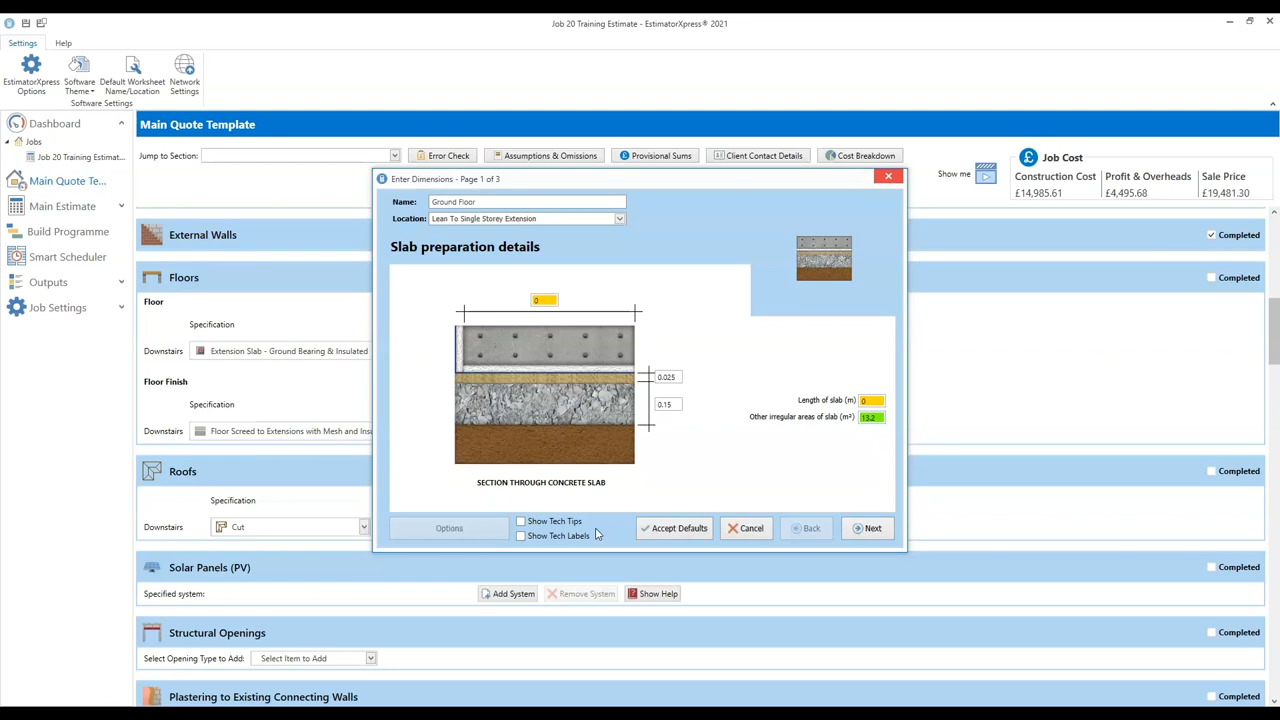 Job 20 Training Estimate - EstimatorXpress® 2021
Settings
Help
EstimatorXpress Options
Software Theme
Default Worksheet Name/Location
Network Settings
Software Settings
Dashboard
Jobs
Job 20 Training Estimat...
Main Quote Te...
Main Estimate
Build Programme
Smart Scheduler
Outputs
Job Settings
Main Quote Template
Jump to Section:
Error Check
Assumptions & Omissions
Provisional Sums
Client Contact Details
Cost Breakdown
Show me
Job Cost
Construction Cost
Profit & Overheads
Sale Price
£14,985.61
£4,495.68
£19,481.30
External Walls
Completed
Floors
Completed
Floor
Specification
Downstairs
Extension Slab - Ground Bearing & Insulated
Floor Finish
Specification
Downstairs
Floor Screed to Extensions with Mesh and Ins
Roofs
Completed
Specification
Downstairs
Cut
Solar Panels (PV)
Completed
Specified system:
Add System
Remove System
Show Help
Structural Openings
Completed
Select Opening Type to Add:
Select Item to Add
Plastering to Existing Connecting Walls
Completed
Enter Dimensions - Page 1 of 3
Name:
Ground Floor
Location:
Lean To Single Storey Extension
Slab preparation details
0
0.025
0.15
Length of slab (m)
0
Other irregular areas of slab (m²)
13.2
SECTION THROUGH CONCRETE SLAB
Options
Show Tech Tips
Show Tech Labels
Accept Defaults
Cancel
Back
Next